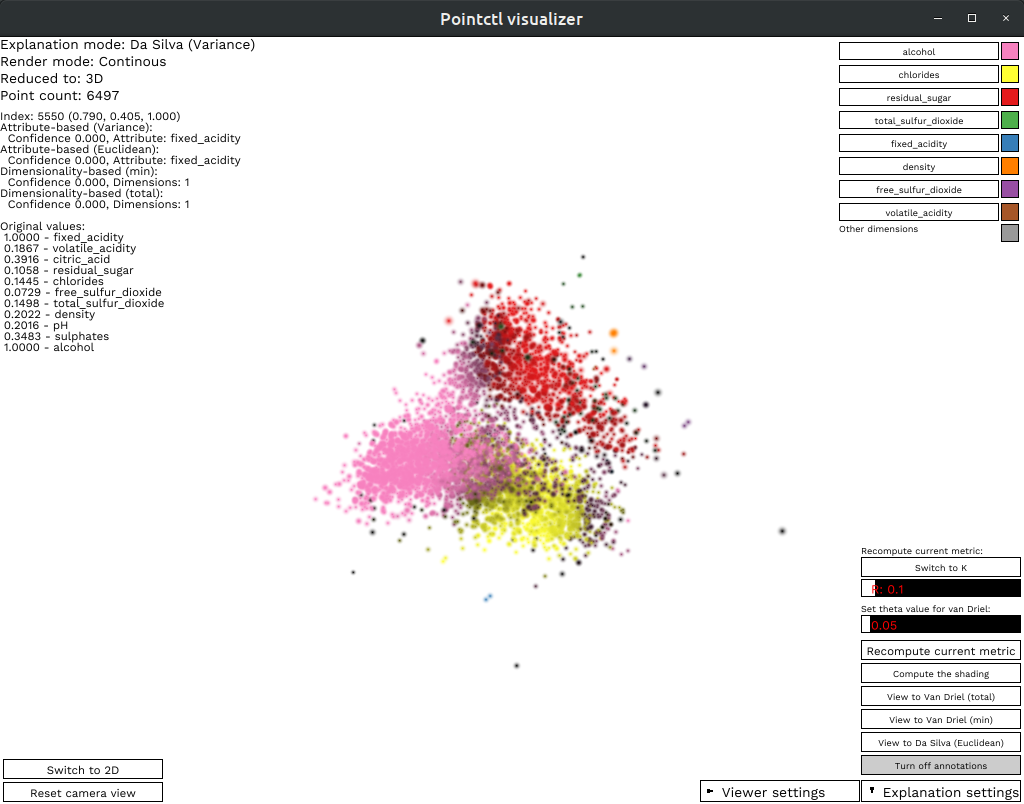 Pointctl visualizer
Explanation mode: Da Silva (Variance)
Render mode: Continous
Reduced to: 3D
Point count: 6497
Index: 5550 (0.790, 0.405, 1.000)
Attribute-based (Variance):
Confidence 0.000, Attribute: fixed_acidity
Attribute-based (Euclidean):
Confidence 0.000, Attribute: fixed_acidity
Dimensionality-based (min):
Confidence 0.000, Dimensions: 1
Dimensionality-based (total):
Confidence 0.000, Dimensions: 1
Original values:
1.0000 - fixed_acidity
0.1867 - volatile_acidity
0.3916 - citric_acid
0.1058 - residual_sugar
0.1445 - chlorides
0.0729 - free_sulfur_dioxide
0.1498 - total_sulfur_dioxide
0.2022 - density
0.2016 - pH
0.3483 - sulphates
1.0000 - alcohol
alcohol
chlorides
residual_sugar
total_sulfur_dioxide
fixed_acidity
density
free_sulfur_dioxide
volatile_acidity
Other dimensions
Recompute current metric:
Switch to K
R: 0.1
Set theta value for van Driel:
0.05
Recompute current metric
Compute the shading
View to Van Driel (total)
View to Van Driel (min)
View to Da Silva (Euclidean)
Turn off annotations
Switch to 2D
Reset camera view
Viewer settings
Explanation settings